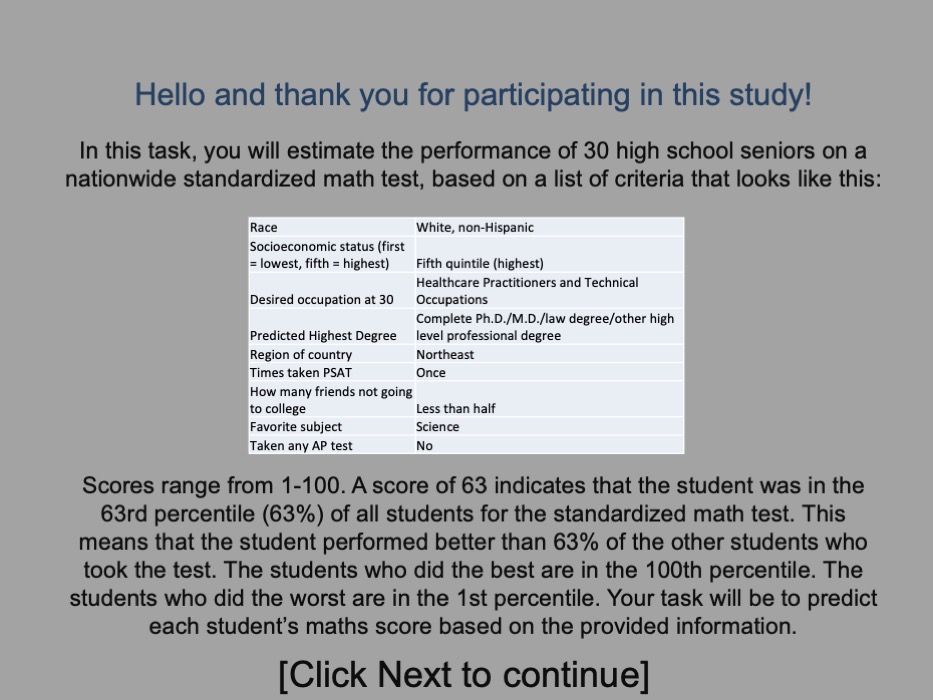 Hello and thank you for participating in this study!
In this task, you will estimate the performance of 30 high school seniors on a
nationwide standardized math test, based on a list of criteria that looks like this:
Race White, non-Hispanic
Socioeconomic status (first
= lowest, fifth = highest) Fifth quintile (highest)
Healthcare Practitioners and Technical
Desired occupation at 30 Occupations
Complete Ph.D./M.D./law degree/other high
Predicted Highest Degree level professional degree
Region of country Northeast
Times taken PSAT Once
How many friends not going
to college Less than half
Favorite subject Science
Taken any AP test No
Scores range from 1-100. A score of 63 indicates that the student was in the
63rd percentile (63%) of all students for the standardized math test. This
means that the student performed better than 63% of the other students who
took the test. The students who did the best are in the 100th percentile. The
students who did the worst are in the 1st percentile. Your task will be to predict
each student’s maths score based on the provided information.
[Click Next to continue]